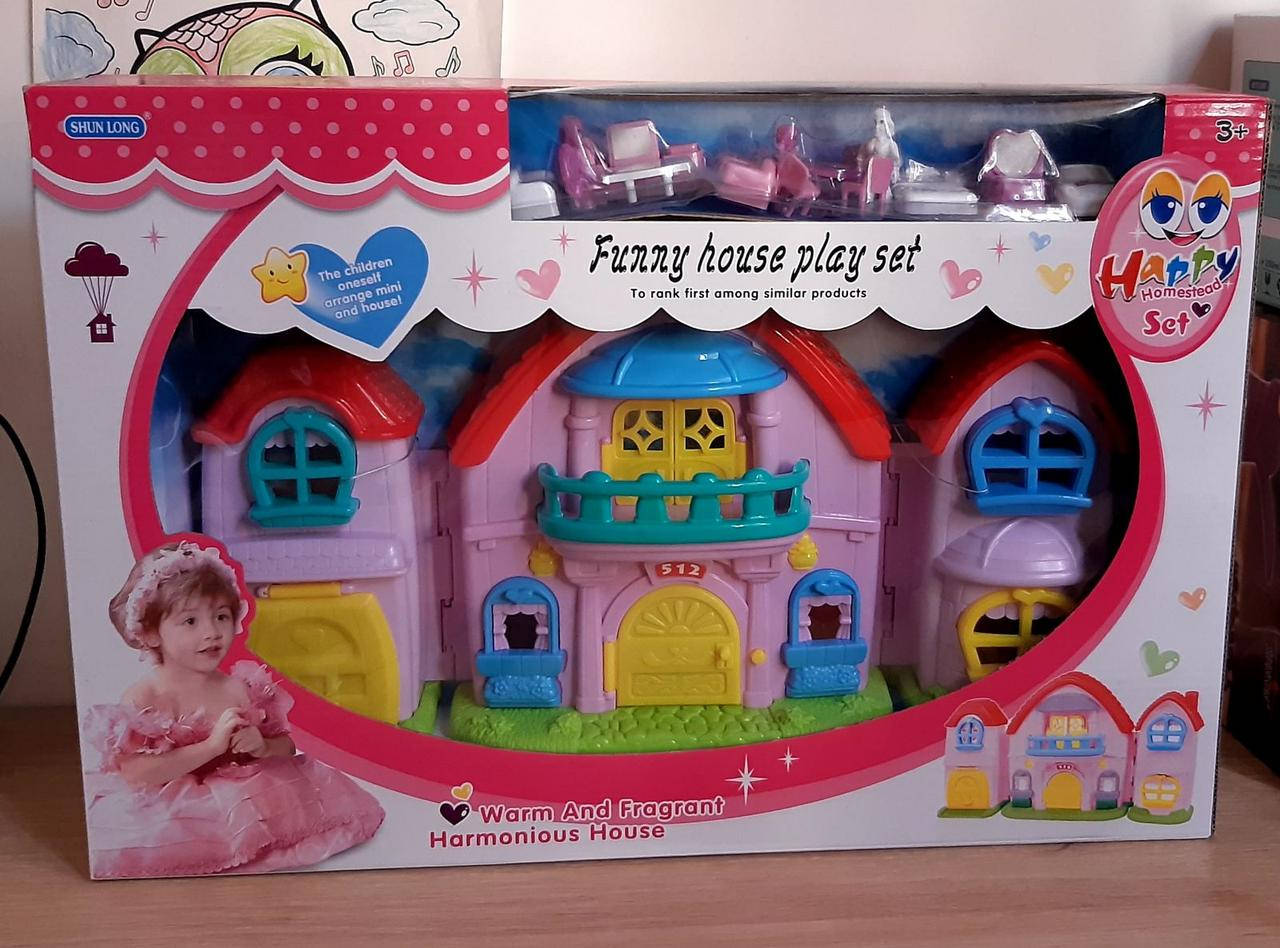 SHUN LONG®
3+
The children
oneself
arrange mini
and house!
Funny house play set
To rank first among similar products
Happy
Homestead
Set
512
Warm And Fragrant
Harmonious House